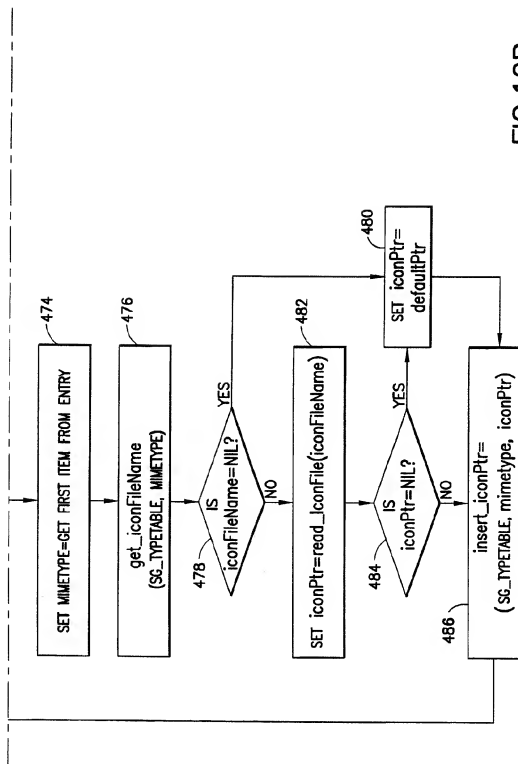 474
SET MIMETYPE=GET FIRST ITEM FROM ENTRY
476
get_iconFileName
(SG_TYPETABLE, MIMETYPE)
478
IS
iconFileName=NIL?
YES
NO
482
SET iconPtr=read_IconFile(iconFileName)
480
SET iconPtr=
defaultPtr
484
IS
iconPtr=NIL?
YES
NO
486
insert_iconPtr=
(SG_TYPETABLE, mimetype, iconPtr)